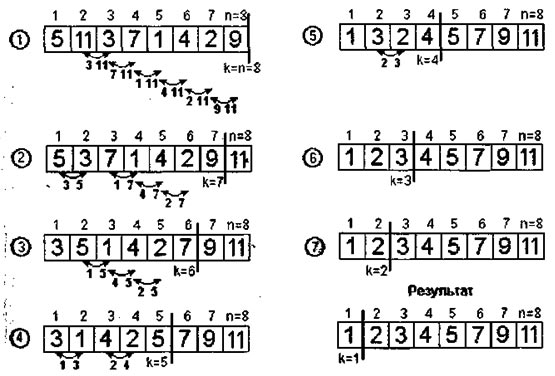 ①
1 2 3 4 5 6 7 n=8
5 11 3 7 1 4 2 9
k=n=8
3 11
7 11
1 11
4 11
2 11
9 11
②
1 2 3 4 5 6 7 n=8
5 3 7 1 4 2 9 11
k=7
3 5
1 7
4 7
2 7
③
1 2 3 4 5 6 7 n=8
3 5 1 4 2 7 9 11
k=6
1 5
4 5
2 5
④
1 2 3 4 5 6 7 n=8
3 1 4 2 5 7 9 11
k=5
1 3
2 4
⑤
1 2 3 4 5 6 7 n=8
1 3 2 4 5 7 9 11
2 3
k=4
⑥
1 2 3 4 5 6 7 n=8
1 2 3 4 5 7 9 11
k=3
⑦
1 2 3 4 5 6 7 n=8
1 2 3 4 5 7 9 11
k=2
Результат
1 2 3 4 5 6 7 n=8
1 2 3 4 5 7 9 11
k=1